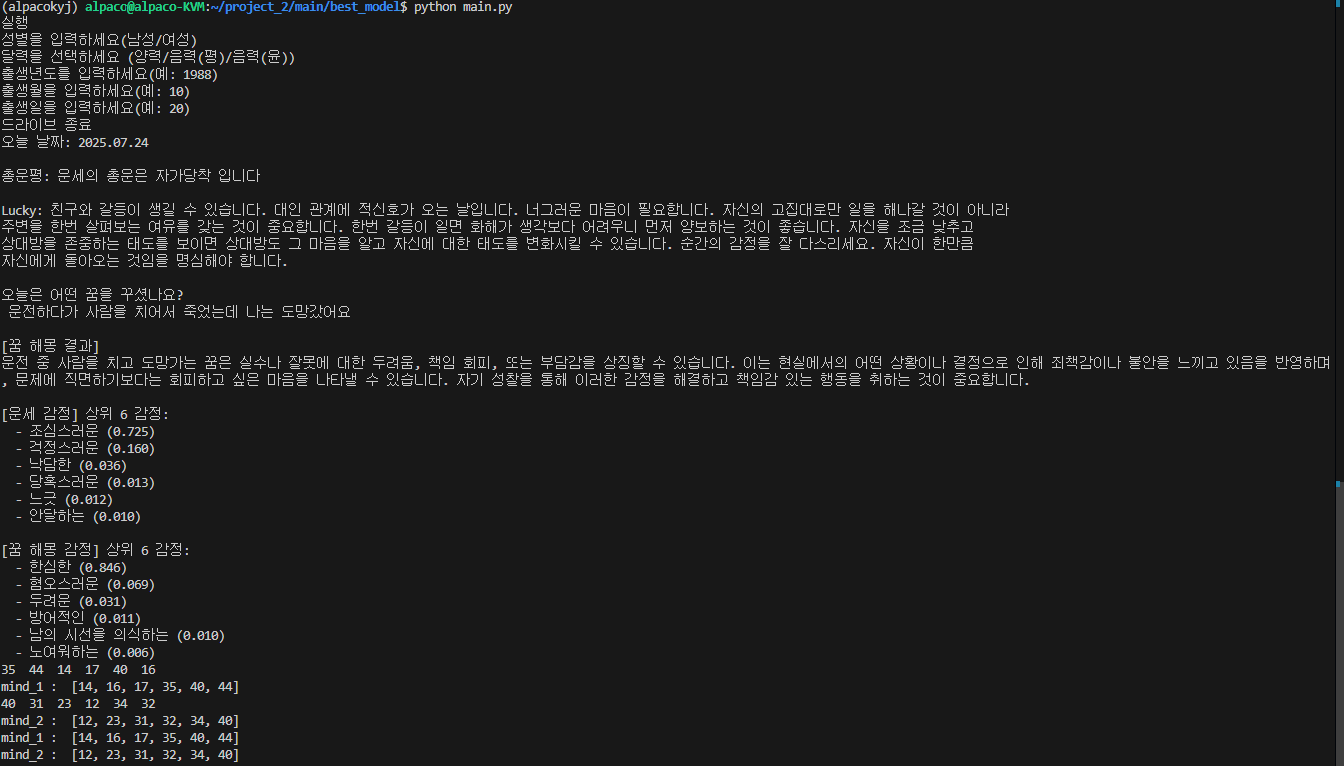 (alpacokyj) alpaco@alpaco-KVM:~/project_2/main/best_model$ python main.py
실행
성별을 입력하세요(남성/여성)
달력을 선택하세요 (양력/음력(평)/음력(윤))
출생년도를 입력하세요(예: 1988)
출생월을 입력하세요(예: 10)
출생일을 입력하세요(예: 20)
드라이브 종료
오늘 날짜: 2025.07.24
총운평: 운세의 총운은 자가당착 입니다
Lucky: 친구와 갈등이 생길 수 있습니다. 대인 관계에 적신호가 오는 날입니다. 너그러운 마음이 필요합니다. 자신의 고집대로만 일을 해나갈 것이 아니라
주변을 한번 살펴보는 여유를 갖는 것이 중요합니다. 한번 갈등이 일면 화해가 생각보다 어려우니 먼저 양보하는 것이 좋습니다. 자신을 조금 낮추고
상대방을 존중하는 태도를 보이면 상대방도 그 마음을 알고 자신에 대한 태도를 변화시킬 수 있습니다. 순간의 감정을 잘 다스리세요. 자신이 한만큼
자신에게 돌아오는 것임을 명심해야 합니다.
오늘은 어떤 꿈을 꾸셨나요?
운전하다가 사람을 치어서 죽었는데 나는 도망갔어요
[꿈 해몽 결과]
운전 중 사람을 치고 도망가는 꿈은 실수나 잘못에 대한 두려움, 책임 회피, 또는 부담감을 상징할 수 있습니다. 이는 현실에서의 어떤 상황이나 결정으로 인해 죄책감이나 불안을 느끼고 있음을 반영하며
, 문제에 직면하기보다는 회피하고 싶은 마음을 나타낼 수 있습니다. 자기 성찰을 통해 이러한 감정을 해결하고 책임감 있는 행동을 취하는 것이 중요합니다.
[운세 감정] 상위 6 감정:
- 조심스러운 (0.725)
- 걱정스러운 (0.160)
- 낙담한 (0.036)
- 당혹스러운 (0.013)
- 느긋 (0.012)
- 안달하는 (0.010)
[꿈 해몽 감정] 상위 6 감정:
- 한심한 (0.846)
- 혐오스러운 (0.069)
- 두려운 (0.031)
- 방어적인 (0.011)
- 남의 시선을 의식하는 (0.010)
- 노여워하는 (0.006)
35 44 14 17 40 16
mind_1 : [14, 16, 17, 35, 40, 44]
40 31 23 12 34 32
mind_2 : [12, 23, 31, 32, 34, 40]
mind_1 : [14, 16, 17, 35, 40, 44]
mind_2 : [12, 23, 31, 32, 34, 40]